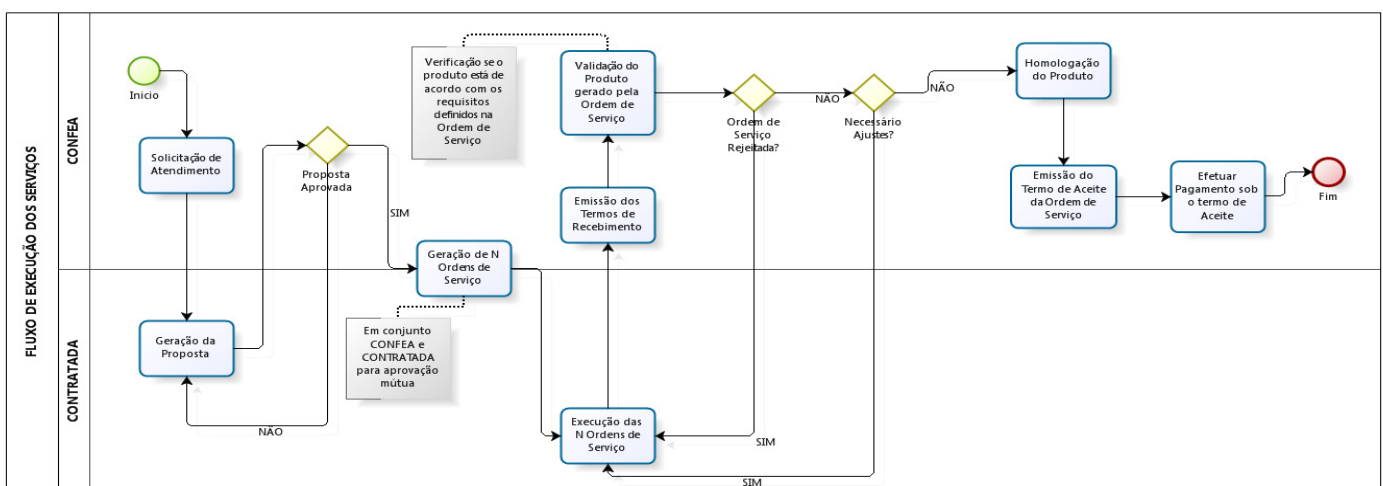 FLUXO DE EXECUÇÃO DOS SERVIÇOS
CONFEA
CONTRATADA
Inicio
Solicitação de
Atendimento
Geração da
Proposta
Proposta
Aprovada
NÃO
SIM
Geração de N
Ordens de
Serviço
Em conjunto
CONFEA e
CONTRATADA
para aprovação
mútua
Execução das
N Ordens de
Serviço
Emissão dos
Termos de
Recebimento
Validação do
Produto
gerado pela
Ordem de
Serviço
Verificação se o
produto está de
acordo com os
requisitos
definidos na
Ordem de
Serviço
Ordem de
Serviço
Rejeitada?
SIM
NÃO
Necessário
Ajustes?
SIM
NÃO
Homologação
do Produto
Emissão do
Termo de Aceite
da Ordem de
Serviço
Efetuar
Pagamento sob
o termo de
Aceite
Fim